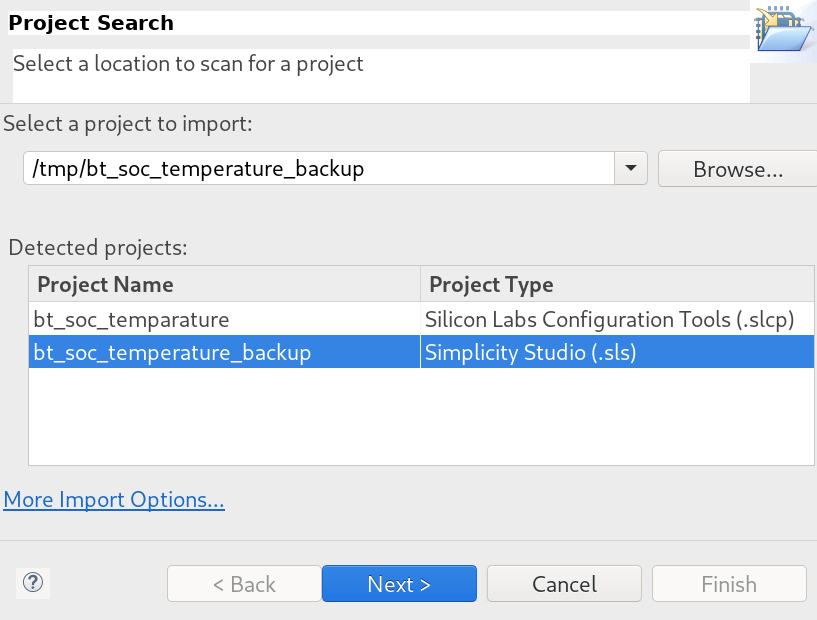 Project Search
Select a location to scan for a project
Select a project to import:
/tmp/bt_soc_temperature_backup
Browse...
Detected projects:
Project Name Project Type
bt_soc_temparature Silicon Labs Configuration Tools (.slcp)
bt_soc_temperature_backup Simplicity Studio (.sls)
More Import Options...
? < Back Next > Cancel Finish